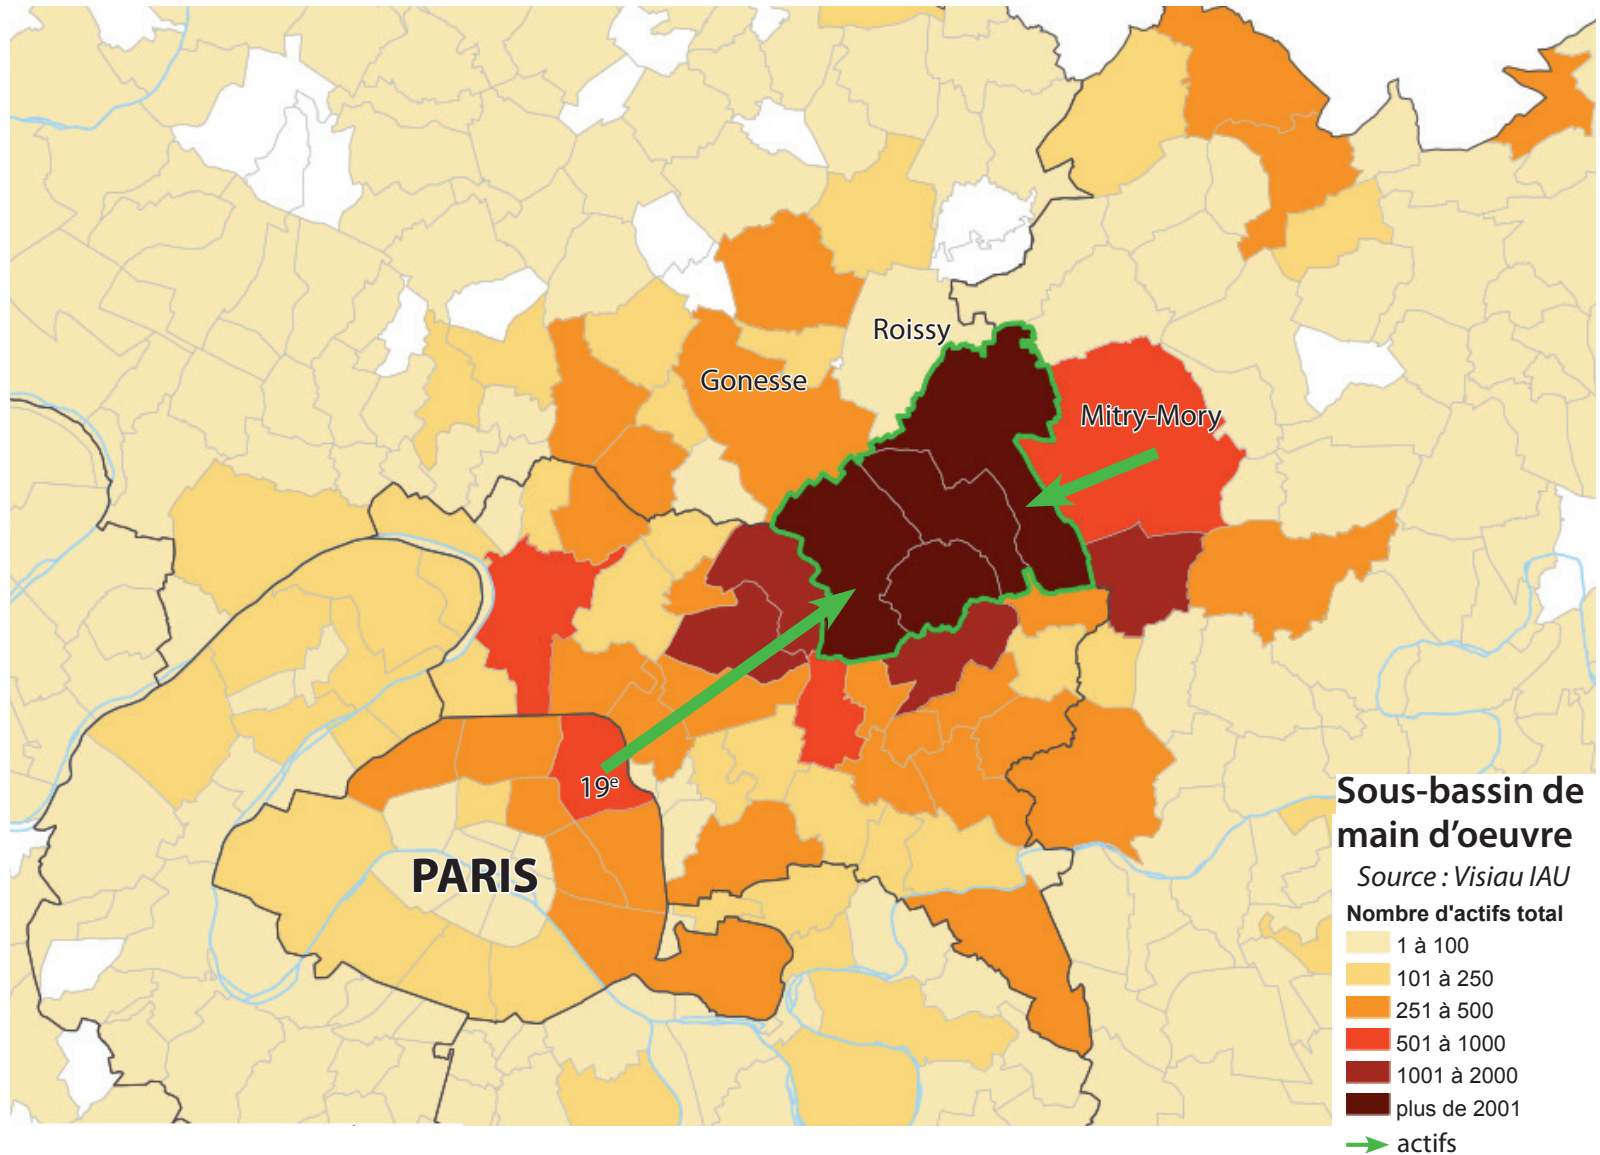 Roissy
Gonesse
Mitry-Mory
19e
PARIS
Sous-bassin de
main d'oeuvre
Source : Visiau IAU
Nombre d'actifs total
1 à 100
101 à 250
251 à 500
501 à 1000
1001 à 2000
plus de 2001
actifs